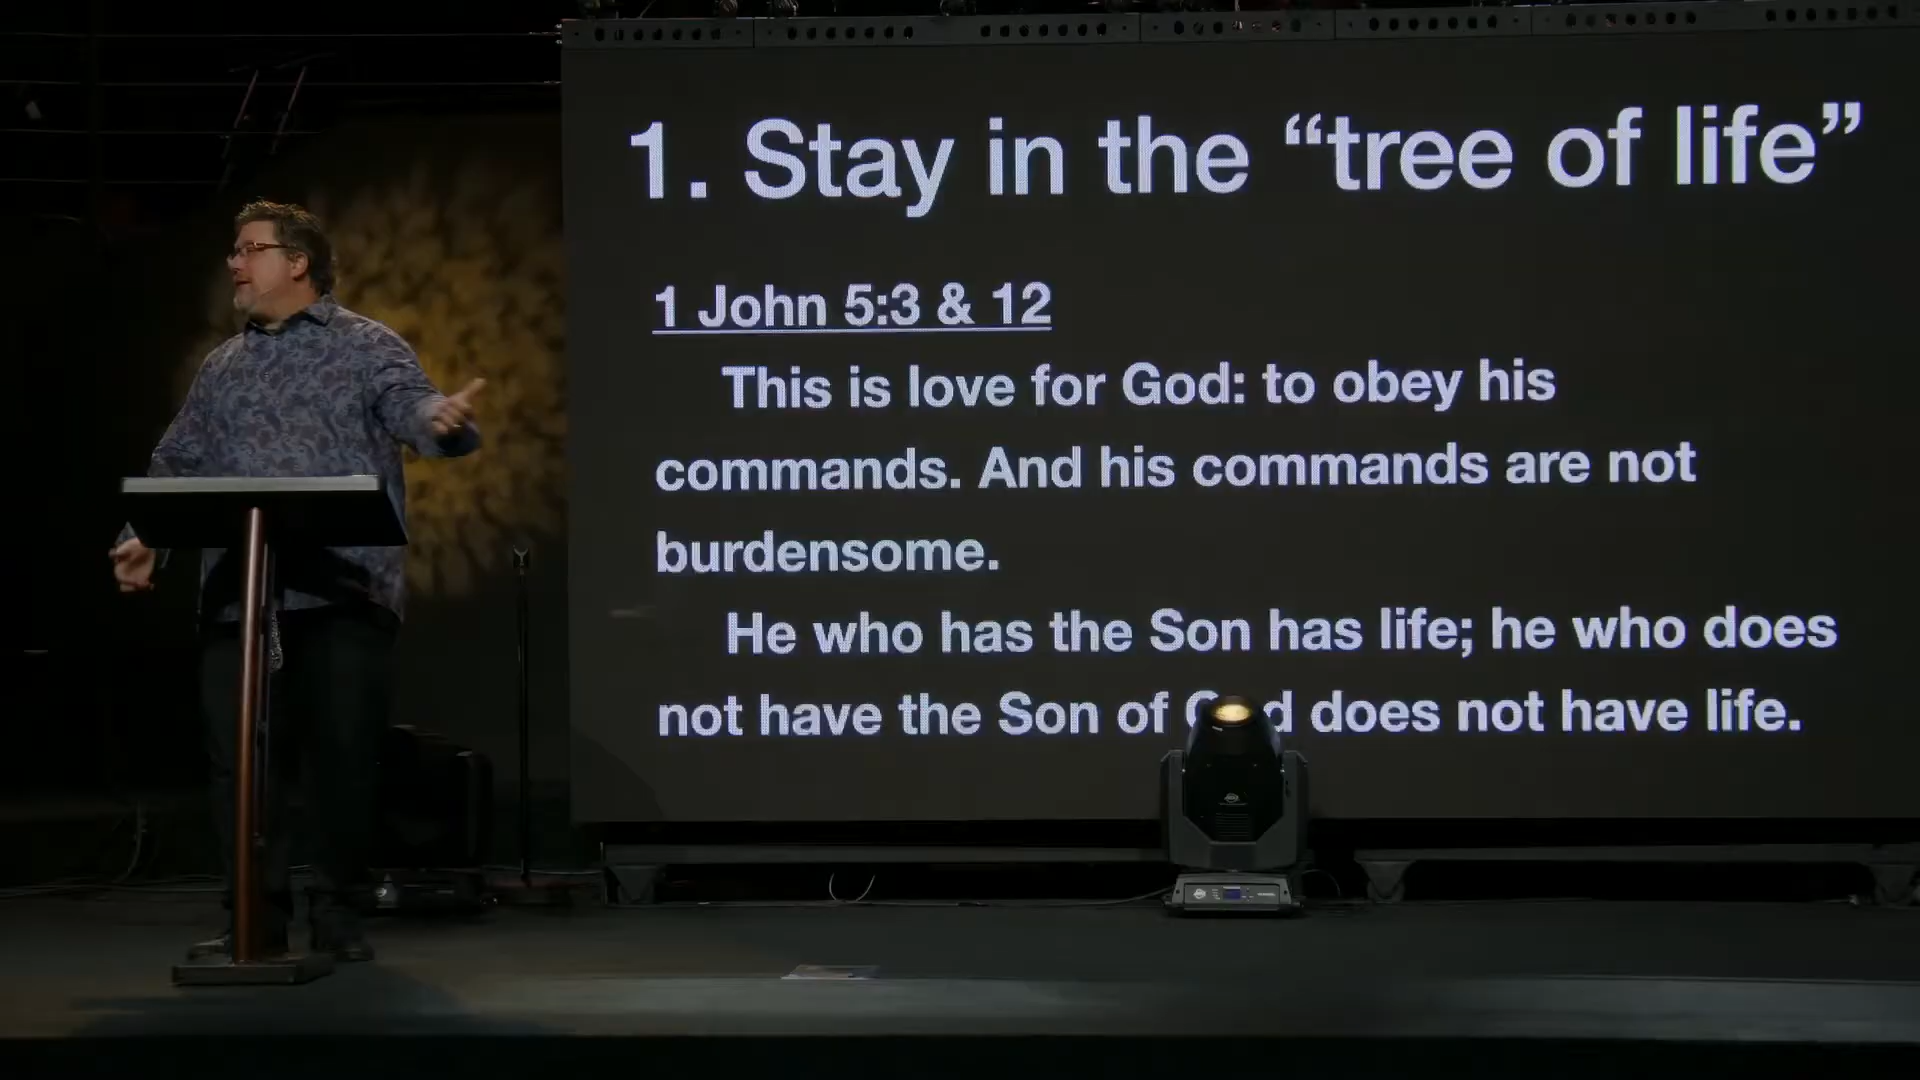 1. Stay in the “tree of life”
1 John 5:3 & 12
This is love for God: to obey his
commands. And his commands are not
burdensome.
He who has the Son has life; he who does
not have the Son of God does not have life.